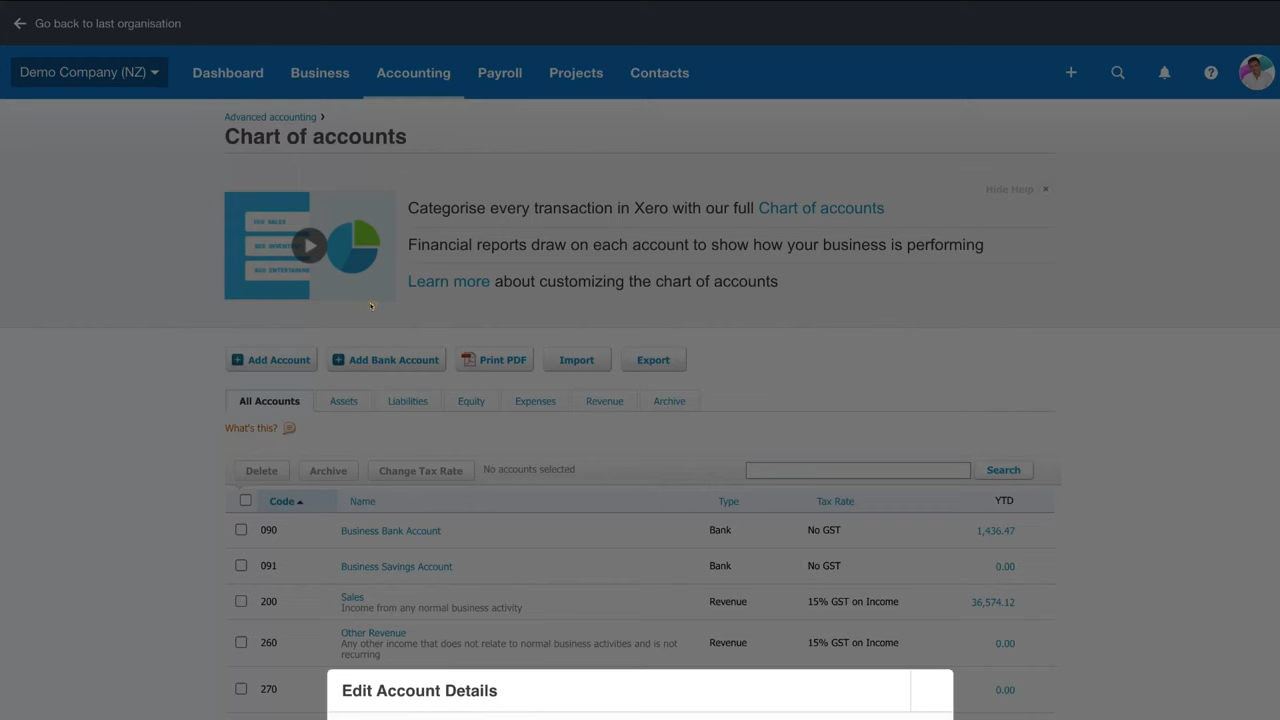 Go back to last organisation
Demo Company (NZ) Dashboard Business Accounting Payroll Projects Contacts
Advanced accounting
Chart of accounts
Hide Help
Categorise every transaction in Xero with our full Chart of accounts
Financial reports draw on each account to show how your business is performing
Learn more about customizing the chart of accounts
Add Account Add Bank Account Print PDF Import Export
All Accounts Assets Liabilities Equity Expenses Revenue Archive
What's this?
Delete Archive Change Tax Rate No accounts selected Search
Code Name Type Tax Rate YTD
090 Business Bank Account Bank No GST 1,436.47
091 Business Savings Account Bank No GST 0.00
200 Sales Revenue 15% GST on Income 36,574.12
Income from any normal business activity
260 Other Revenue Revenue 15% GST on Income 0.00
Any other income that does not relate to normal business activities and is not
recurring
270 0.00
Edit Account Details